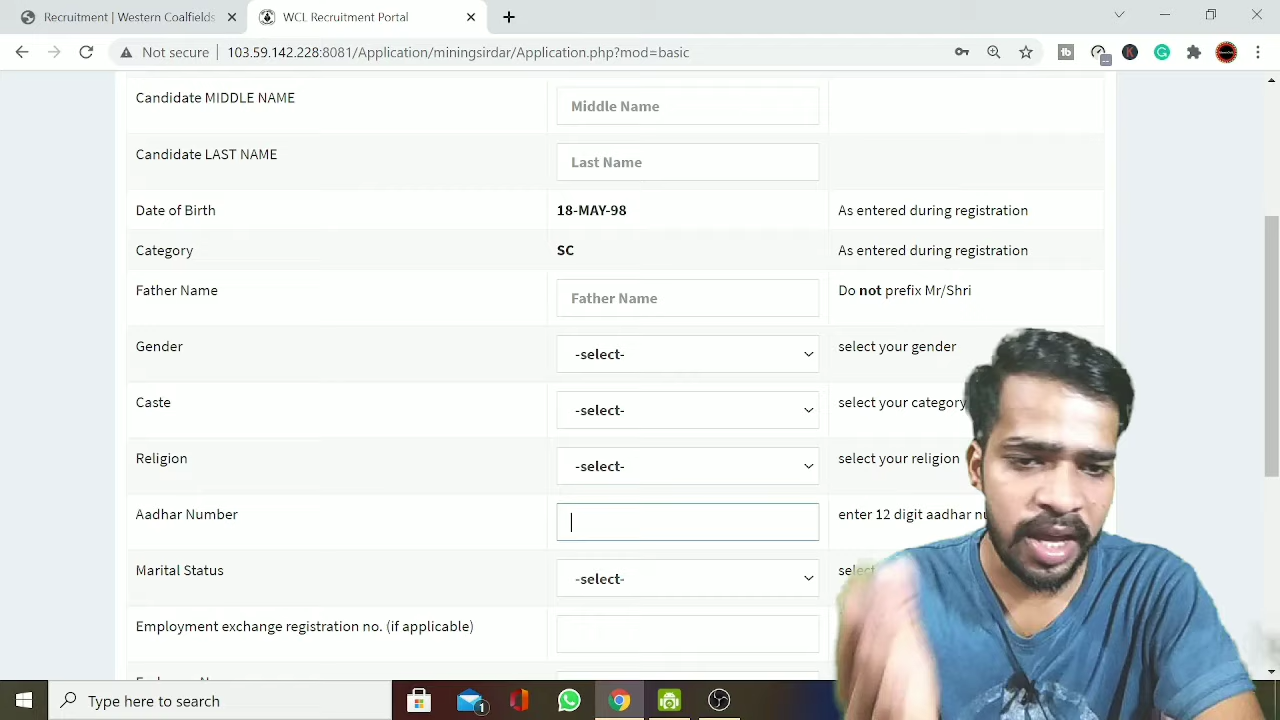 Recruitment | Western Coalfields
WCL Recruitment Portal
Not secure
103.59.142.228:8081/Application/miningsirdar/Application.php?mod=basic
Candidate MIDDLE NAME
Middle Name
Candidate LAST NAME
Last Name
Date of Birth
18-MAY-98
As entered during registration
Category
SC
As entered during registration
Father Name
Father Name
Do not prefix Mr/Shri
Gender
-select-
select your gender
Caste
-select-
select your category
Religion
-select-
select your religion
Aadhar Number
enter 12 digit aadhar
Marital Status
-select-
select
Employment exchange registration no. (if applicable)
Type here to search
1